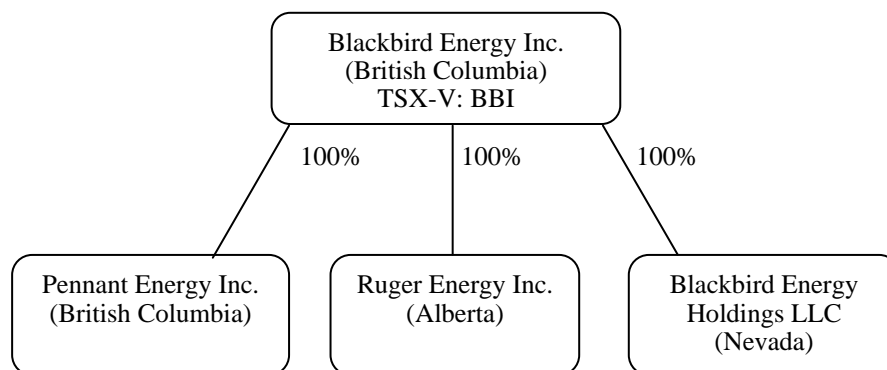 Blackbird Energy Inc.
(British Columbia)
TSX-V: BBI
100%
100%
100%
Pennant Energy Inc.
(British Columbia)
Ruger Energy Inc.
(Alberta)
Blackbird Energy
Holdings LLC
(Nevada)